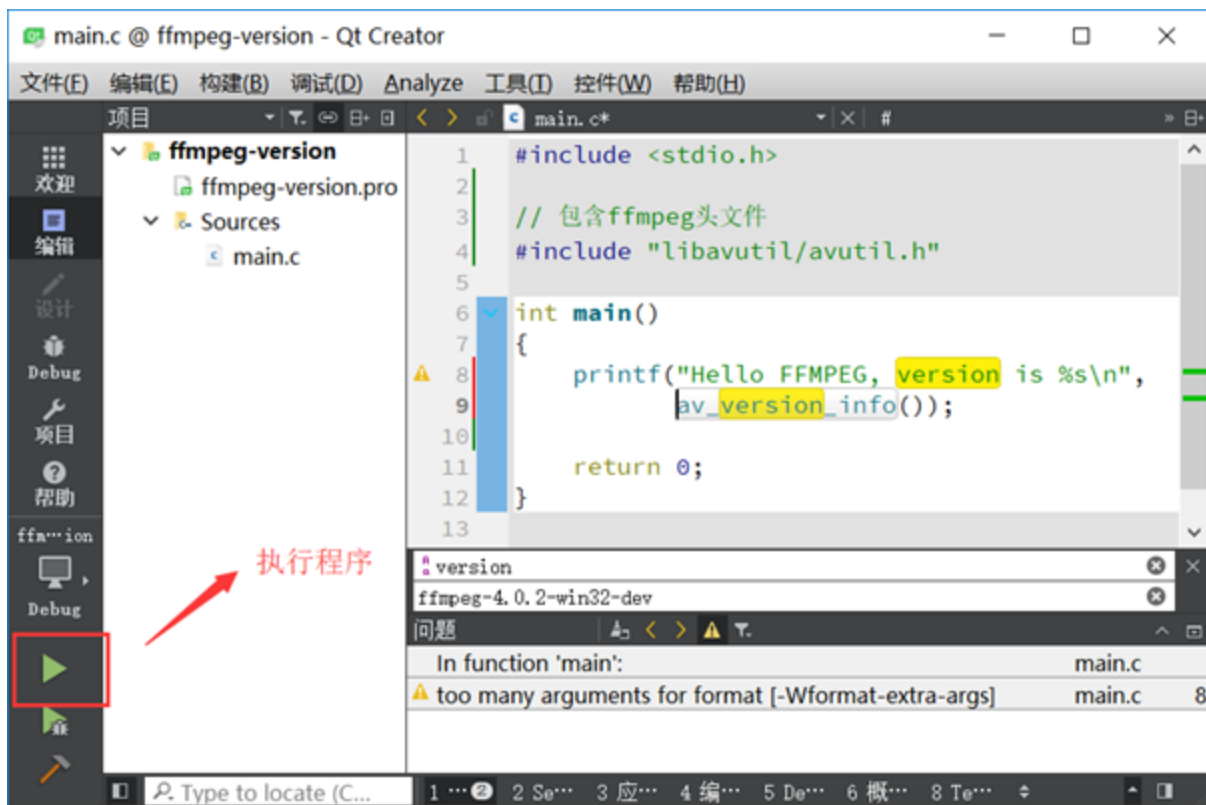 main.c @ ffmpeg-version - Qt Creator
文件(F) 编辑(E) 构建(B) 调试(D) Analyze 工具(T) 控件(W) 帮助(H)
项目
main.c*
#
欢迎
编辑
设计
Debug
项目
帮助
ffm···ion
Debug
ffmpeg-version
ffmpeg-version.pro
Sources
main.c
执行程序
1 #include <stdio.h>
2
3 // 包含ffmpeg头文件
4 #include "libavutil/avutil.h"
5
6 int main()
7 {
8 printf("Hello FFMPEG, version is %s\n",
9 av_version_info());
10
11 return 0;
12 }
13
version
ffmpeg-4.0.2-win32-dev
问题
In function 'main': main.c
too many arguments for format [-Wformat-extra-args] main.c 8
Type to locate (C...
1 ··· 2 2 Se··· 3 应··· 4 编··· 5 De··· 6 概··· 8 Te···